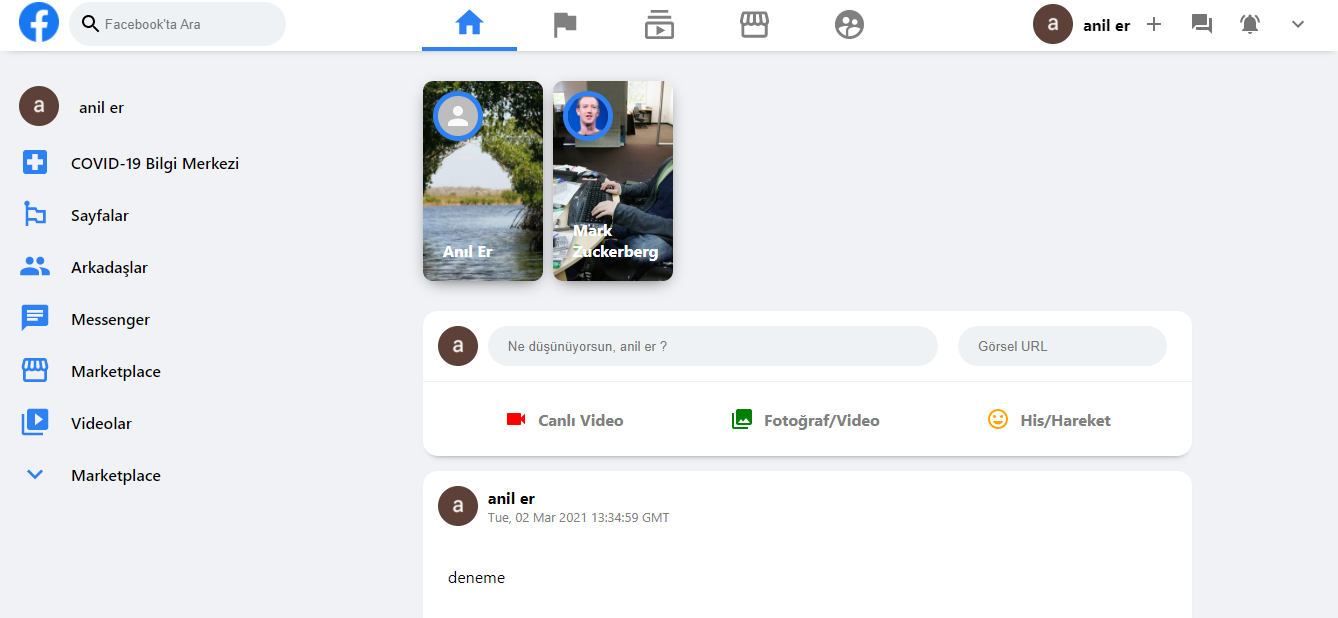 Facebook'ta Ara
a
anil er
a
anil er
COVID-19 Bilgi Merkezi
Sayfalar
Arkadaşlar
Messenger
Marketplace
Videolar
Marketplace
Anıl Er
Mark
Zuckerberg
a
Ne düşünüyorsun, anil er ?
Görsel URL
Canlı Video
Fotoğraf/Video
His/Hareket
a
anil er
Tue, 02 Mar 2021 13:34:59 GMT
deneme